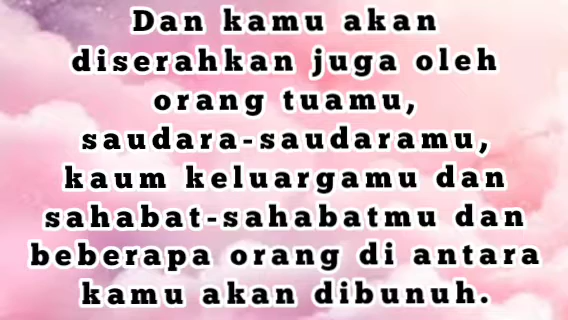 Dan kamu akan
diserahkan juga oleh
orang tuamu,
saudara-saudaramu,
kaum keluargamu dan
sahabat-sahabatmu dan
beberapa orang di antara
kamu akan dibunuh.